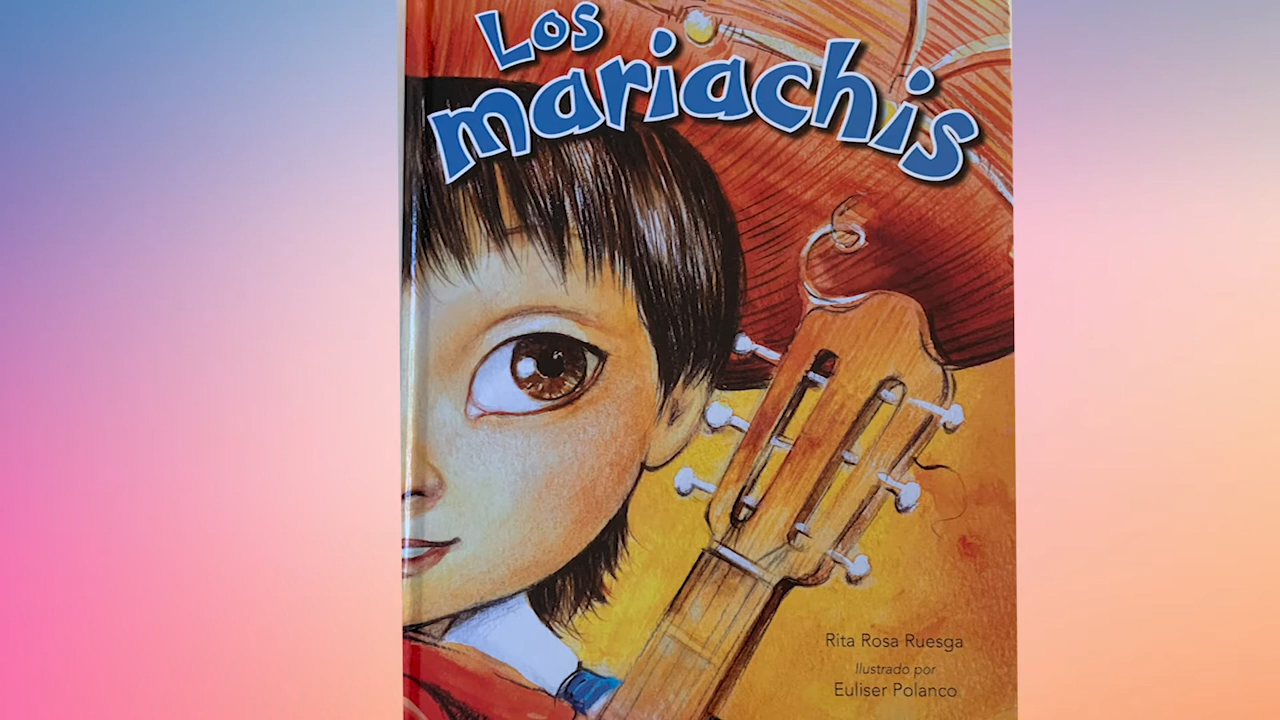 Los
mariachis
Rita Rosa Ruesga
Ilustrado por
Euliser Polanco